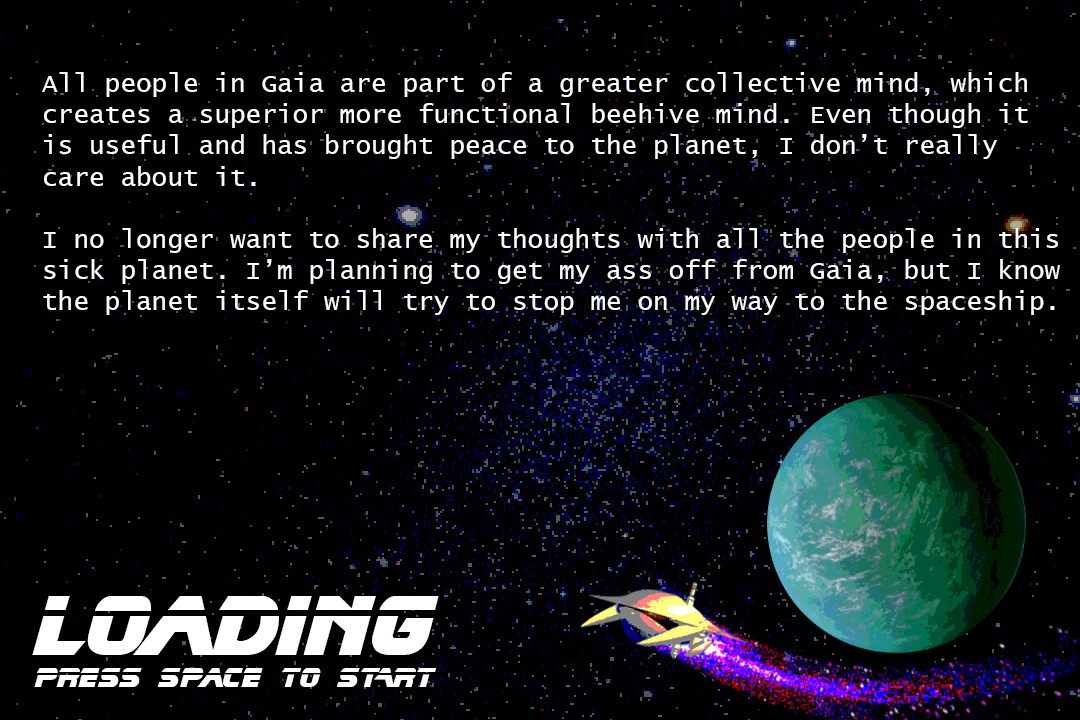 All people in Gaia are part of a greater collective mind, which
creates a superior more functional beehive mind. Even though it
is useful and has brought peace to the planet, I don’t really
care about it.
I no longer want to share my thoughts with all the people in this
sick planet. I’m planning to get my ass off from Gaia, but I know
the planet itself will try to stop me on my way to the spaceship.
LOADING
PRESS SPACE TO START